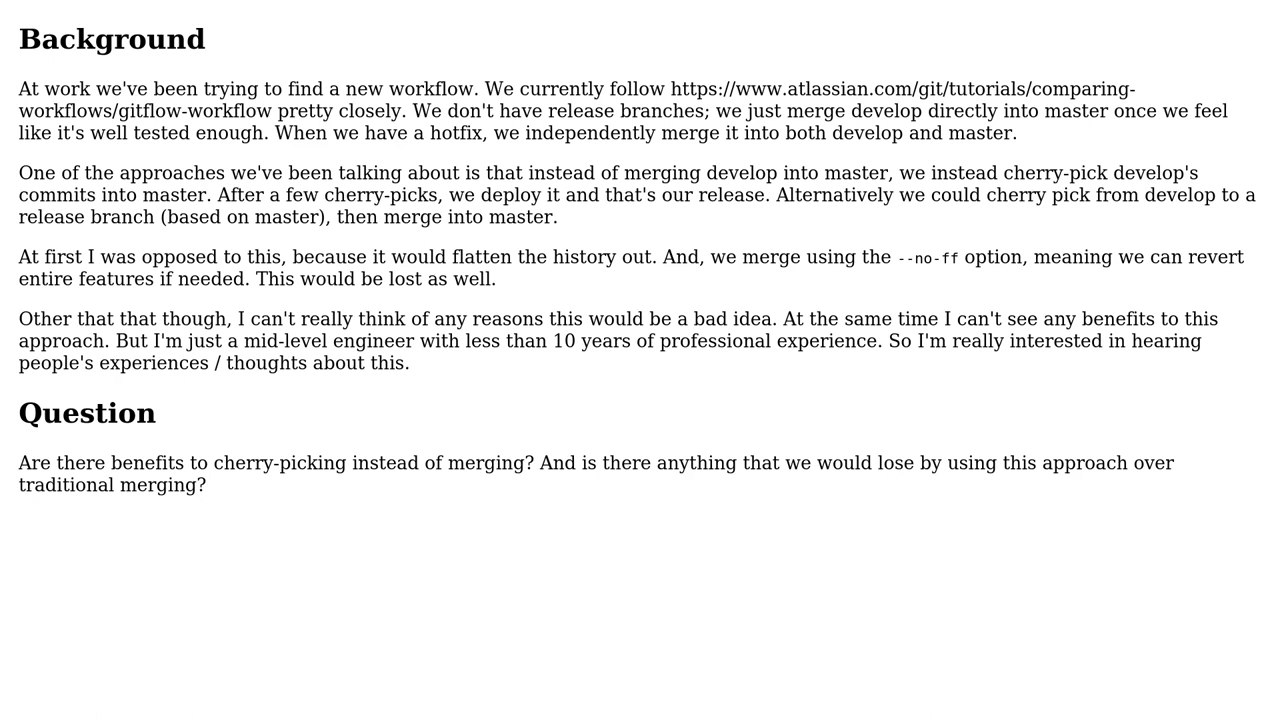 Background
At work we've been trying to find a new workflow. We currently follow https://www.atlassian.com/git/tutorials/comparing-
workflows/gitflow-workflow pretty closely. We don't have release branches; we just merge develop directly into master once we feel
like it's well tested enough. When we have a hotfix, we independently merge it into both develop and master.
One of the approaches we've been talking about is that instead of merging develop into master, we instead cherry-pick develop's
commits into master. After a few cherry-picks, we deploy it and that's our release. Alternatively we could cherry pick from develop to a
release branch (based on master), then merge into master.
At first I was opposed to this, because it would flatten the history out. And, we merge using the --no-ff option, meaning we can revert
entire features if needed. This would be lost as well.
Other that that though, I can't really think of any reasons this would be a bad idea. At the same time I can't see any benefits to this
approach. But I'm just a mid-level engineer with less than 10 years of professional experience. So I'm really interested in hearing
people's experiences / thoughts about this.
Question
Are there benefits to cherry-picking instead of merging? And is there anything that we would lose by using this approach over
traditional merging?